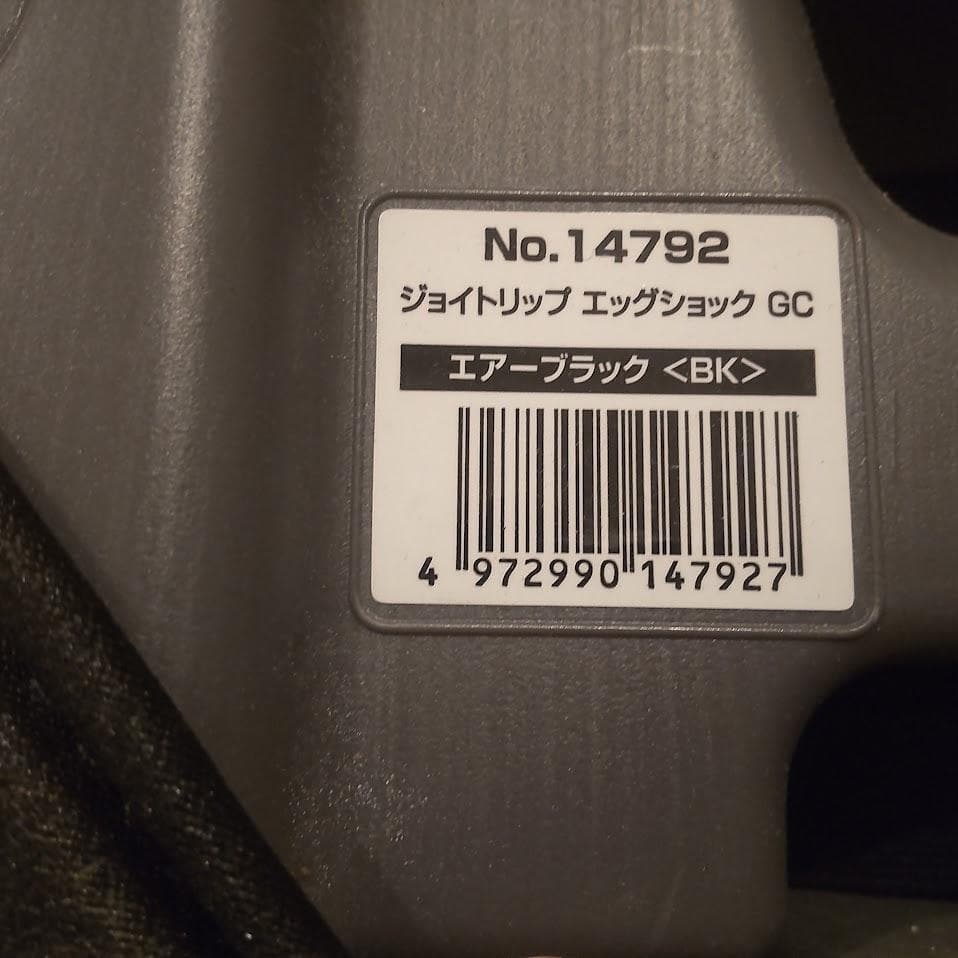 No.14792
ジョイトリップ エッグショック GC
エアーブラック <BK>
4 972990 147927